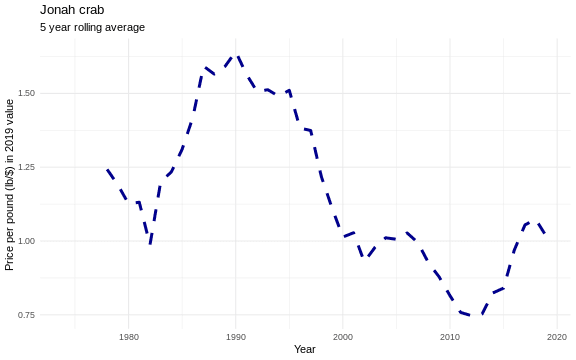 Jonah crab
5 year rolling average
Price per pound (lb/$) in 2019 value
1.50
1.25
1.00
0.75
1980
1990
2000
2010
2020
Year